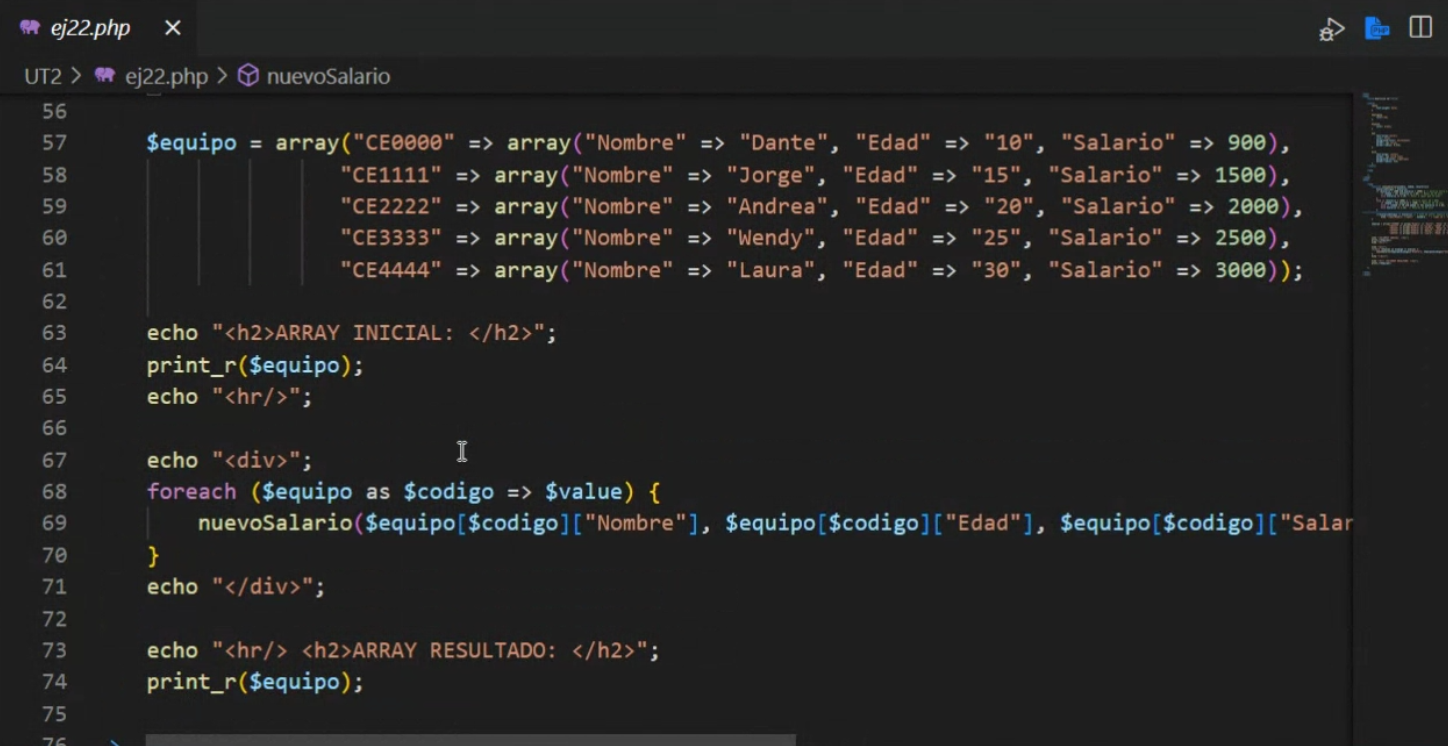 ej22.php
UT2 > ej22.php > nuevoSalario
56
57 $equipo = array("CE0000" => array("Nombre" => "Dante", "Edad" => "10", "Salario" => 900),
58 "CE1111" => array("Nombre" => "Jorge", "Edad" => "15", "Salario" => 1500),
59 "CE2222" => array("Nombre" => "Andrea", "Edad" => "20", "Salario" => 2000),
60 "CE3333" => array("Nombre" => "Wendy", "Edad" => "25", "Salario" => 2500),
61 "CE4444" => array("Nombre" => "Laura", "Edad" => "30", "Salario" => 3000));
62
63 echo "<h2>ARRAY INICIAL: </h2>";
64 print_r($equipo);
65 echo "<hr/>";
66
67 echo "<div>";
68 foreach ($equipo as $codigo => $value) {
69 nuevoSalario($equipo[$codigo]["Nombre"], $equipo[$codigo]["Edad"], $equipo[$codigo]["Salar
70 }
71 echo "</div>";
72
73 echo "<hr/> <h2>ARRAY RESULTADO: </h2>";
74 print_r($equipo);
75
76